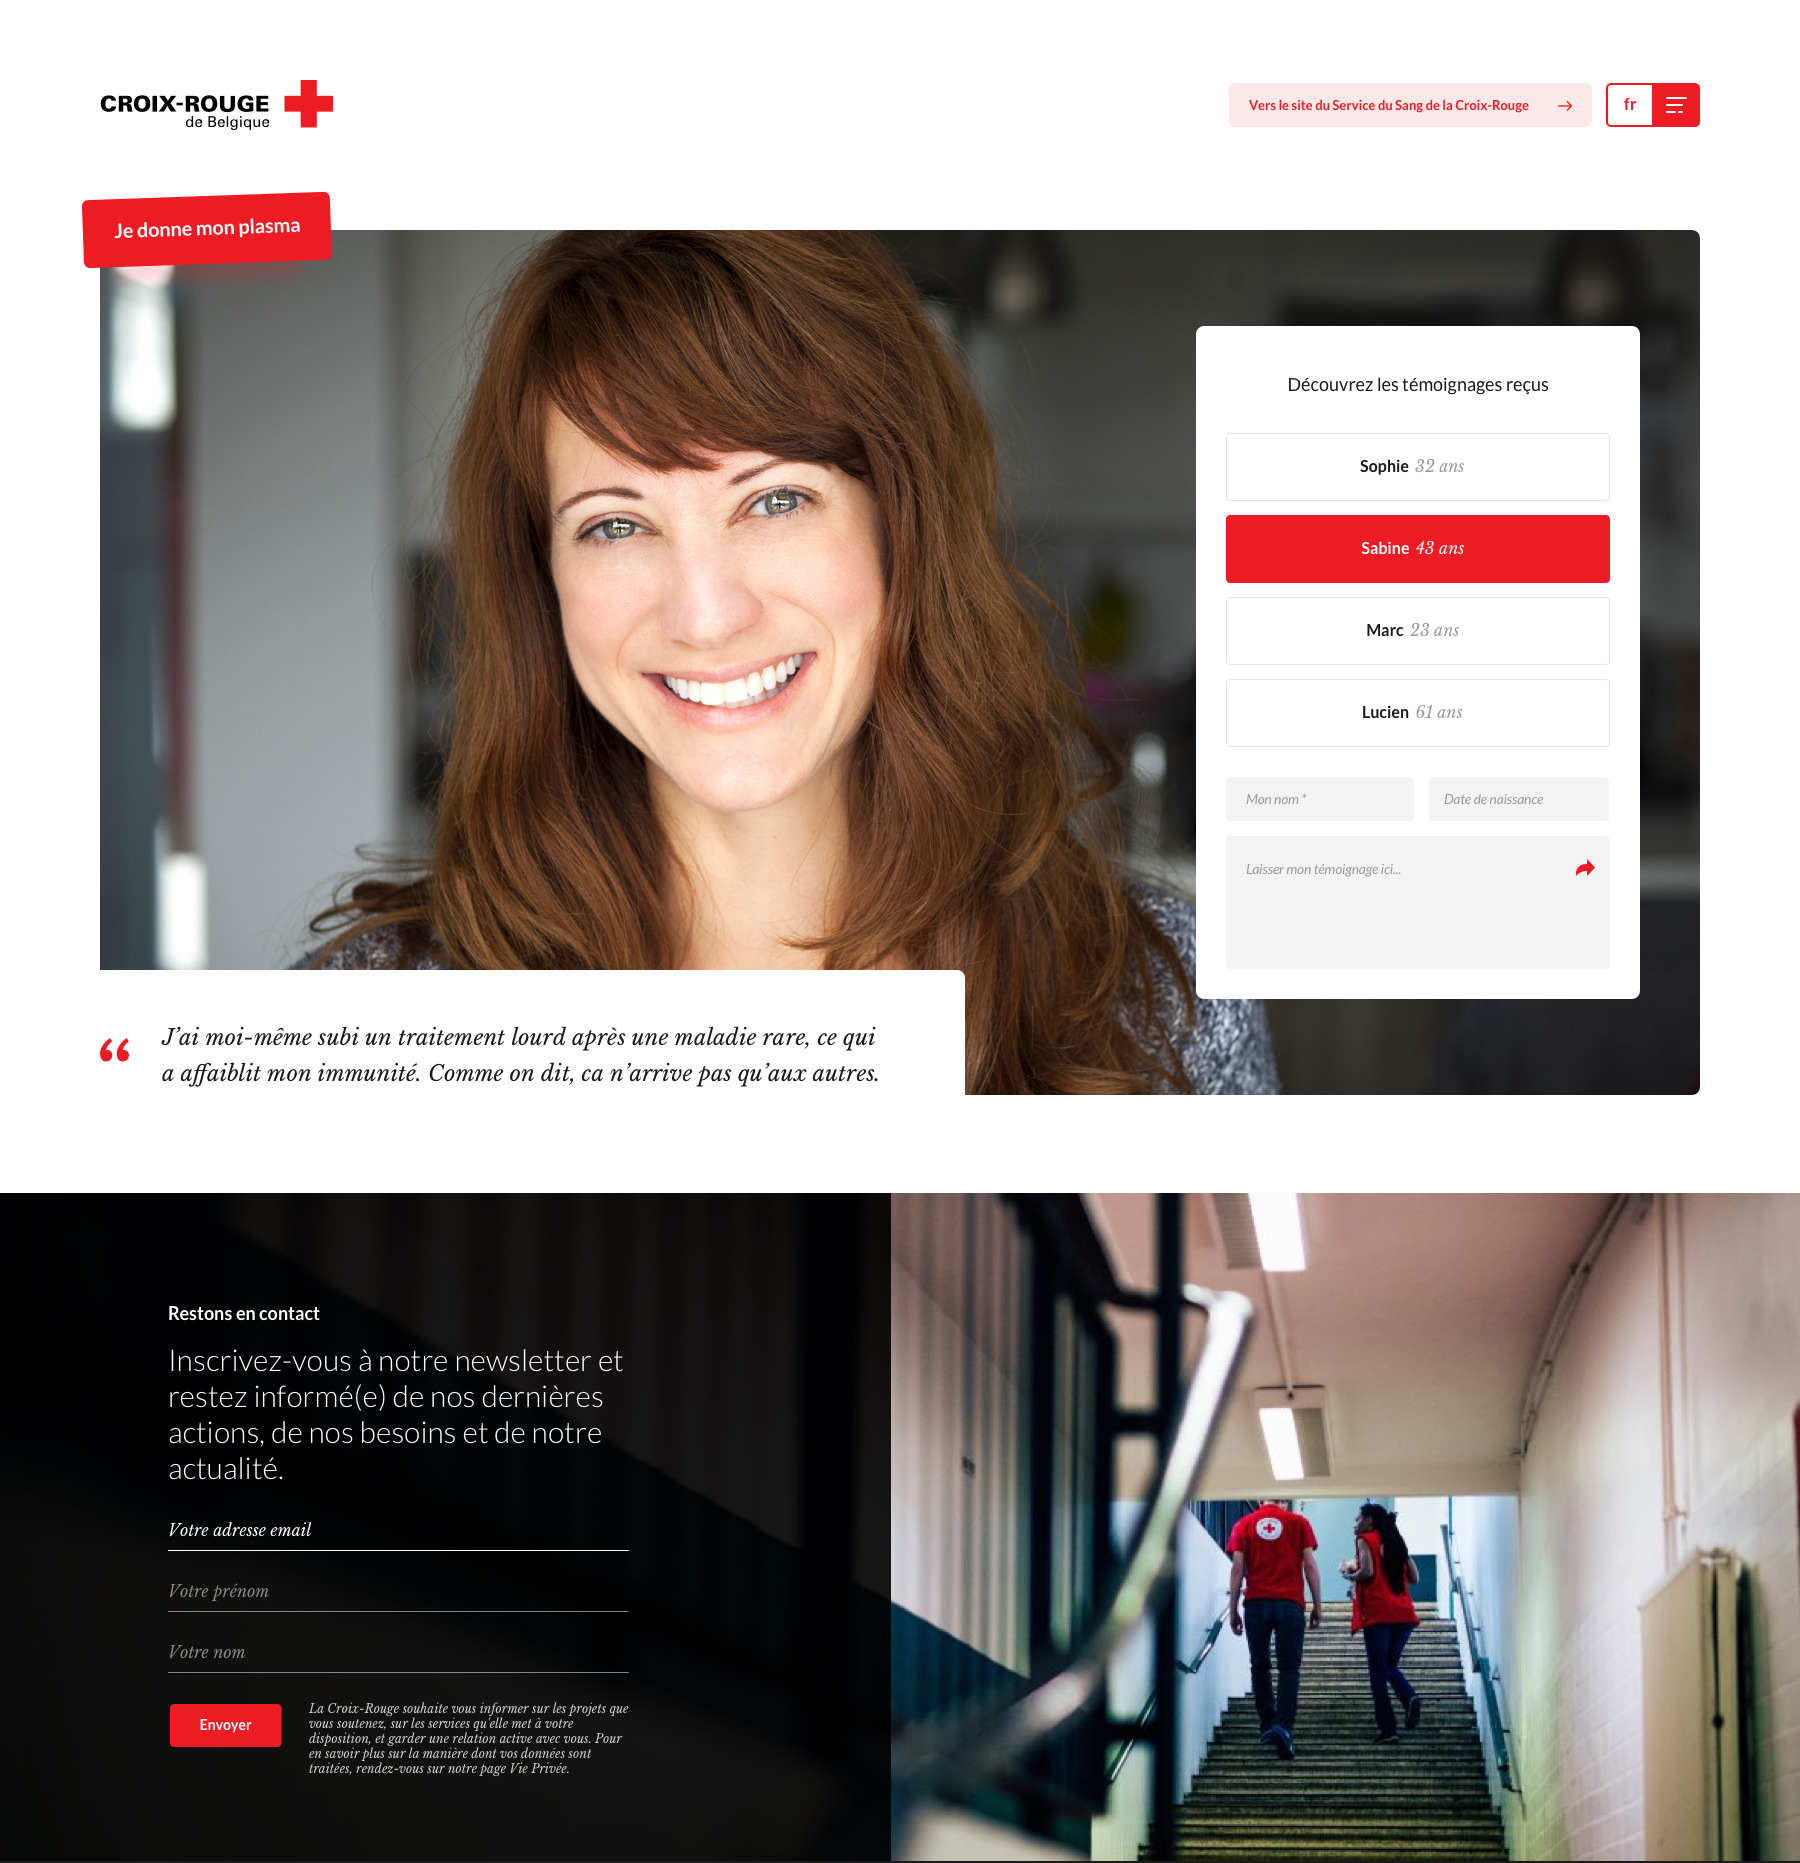 CROIX-ROUGE
de Belgique
Vers le site du Service du Sang de la Croix-Rouge
fr
Je donne mon plasma
Découvrez les témoignages reçus
Sophie 32 ans
Sabine 43 ans
Marc 23 ans
Lucien 61 ans
Mon nom *
Date de naissance
Laisser mon témoignage ici...
“ J’ai moi-même subi un traitement lourd après une maladie rare, ce qui
a affaiblit mon immunité. Comme on dit, ca n’arrive pas qu’aux autres.
Restons en contact
Inscrivez-vous à notre newsletter et
restez informé(e) de nos dernières
actions, de nos besoins et de notre
actualité.
Votre adresse email
Votre prénom
Votre nom
Envoyer
La Croix-Rouge souhaite vous informer sur les projets que
vous soutenez, sur les services qu'elle met à votre
disposition, et garder une relation active avec vous. Pour
en savoir plus sur la manière dont vos données sont
traitées, rendez-vous sur notre page Vie Privée.